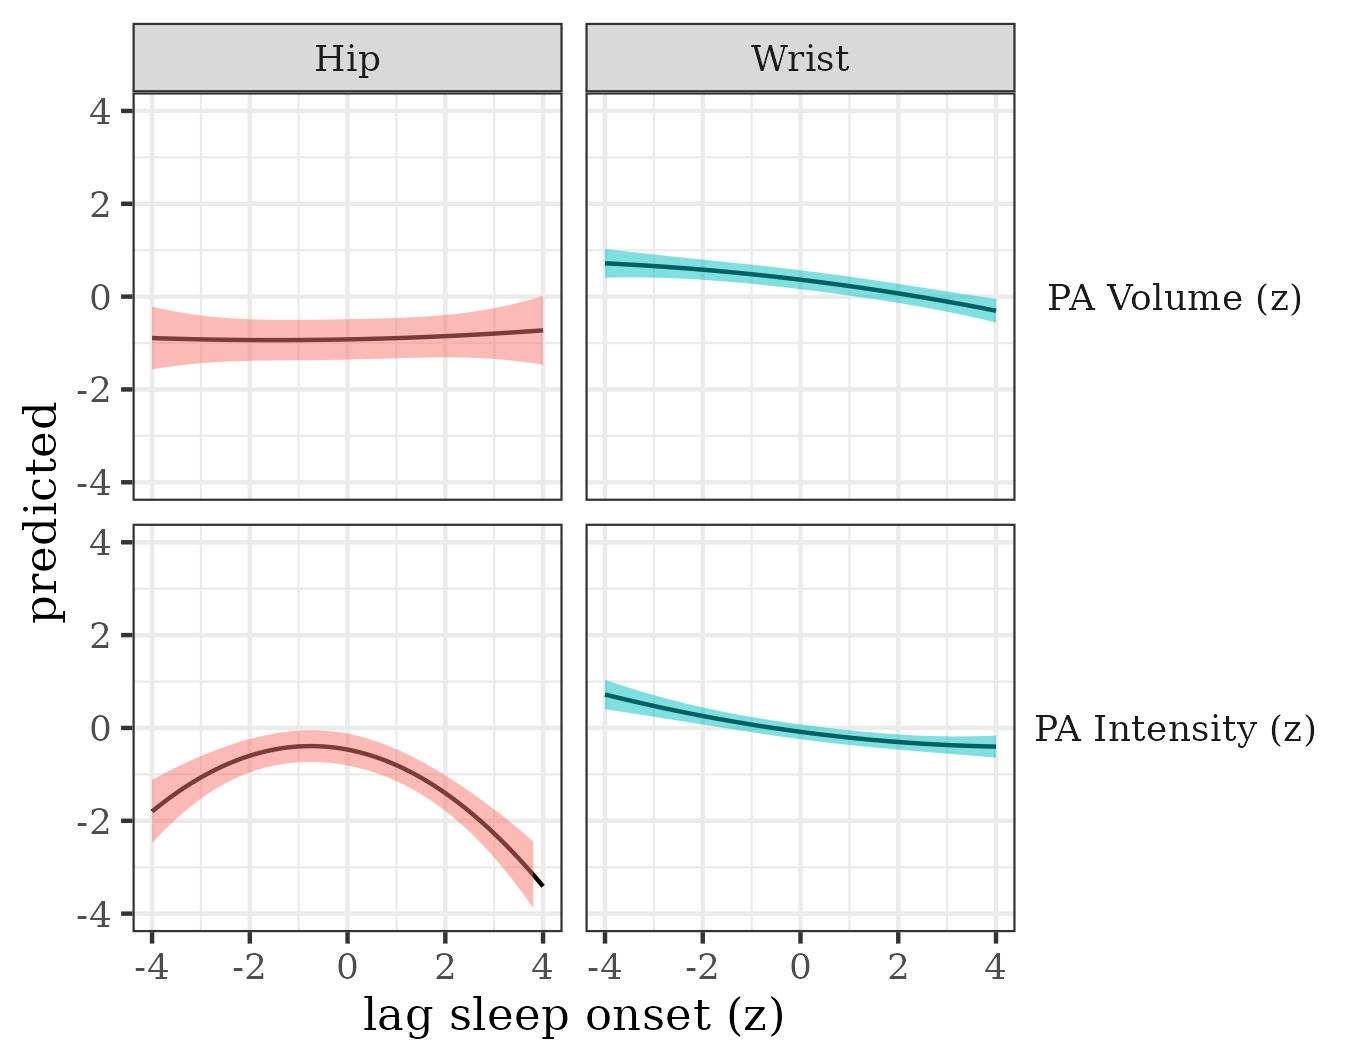 Hip
Wrist
4
2
0
-2
-4
PA Volume (z)
4
2
0
-2
-4
PA Intensity (z)
predicted
-4 -2 0 2 4
-4 -2 0 2 4
lag sleep onset (z)